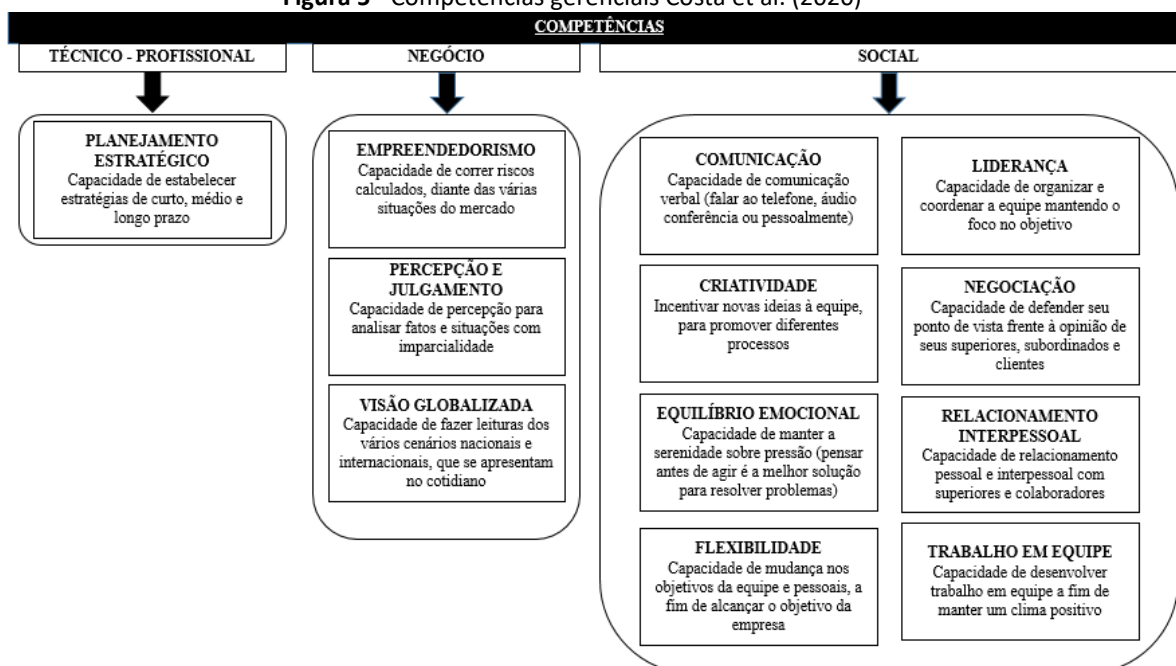 Figura 3 - Competências gerenciais Costa et al. (2020)
COMPETÊNCIAS
TÉCNICO - PROFISSIONAL
NEGÓCIO
SOCIAL
PLANEJAMENTO
ESTRATÉGICO
Capacidade de estabelecer
estratégias de curto, médio e
longo prazo
EMPREENDEDORISMO
Capacidade de correr riscos
calculados, diante das várias
situações do mercado
PERCEPÇÃO E
JULGAMENTO
Capacidade de percepção para
analisar fatos e situações com
imparcialidade
VISÃO GLOBALIZADA
Capacidade de fazer leituras dos
vários cenários nacionais e
internacionais, que se apresentam
no cotidiano
COMUNICAÇÃO
Capacidade de comunicação
verbal (falar ao telefone, áudio
conferência ou pessoalmente)
LIDERANÇA
Capacidade de organizar e
coordenar a equipe mantendo o
foco no objetivo
CRIATIVIDADE
Incentivar novas ideias à equipe,
para promover diferentes
processos
NEGOCIAÇÃO
Capacidade de defender seu
ponto de vista frente à opinião de
seus superiores, subordinados e
clientes
EQUILÍBRIO EMOCIONAL
Capacidade de manter a
serenidade sobre pressão (pensar
antes de agir é a melhor solução
para resolver problemas)
RELACIONAMENTO
INTERPESSOAL
Capacidade de relacionamento
pessoal e interpessoal com
superiores e colaboradores
FLEXIBILIDADE
Capacidade de mudança nos
objetivos da equipe e pessoais, a
fim de alcançar o objetivo da
empresa
TRABALHO EM EQUIPE
Capacidade de desenvolver
trabalho em equipe a fim de
manter um clima positivo